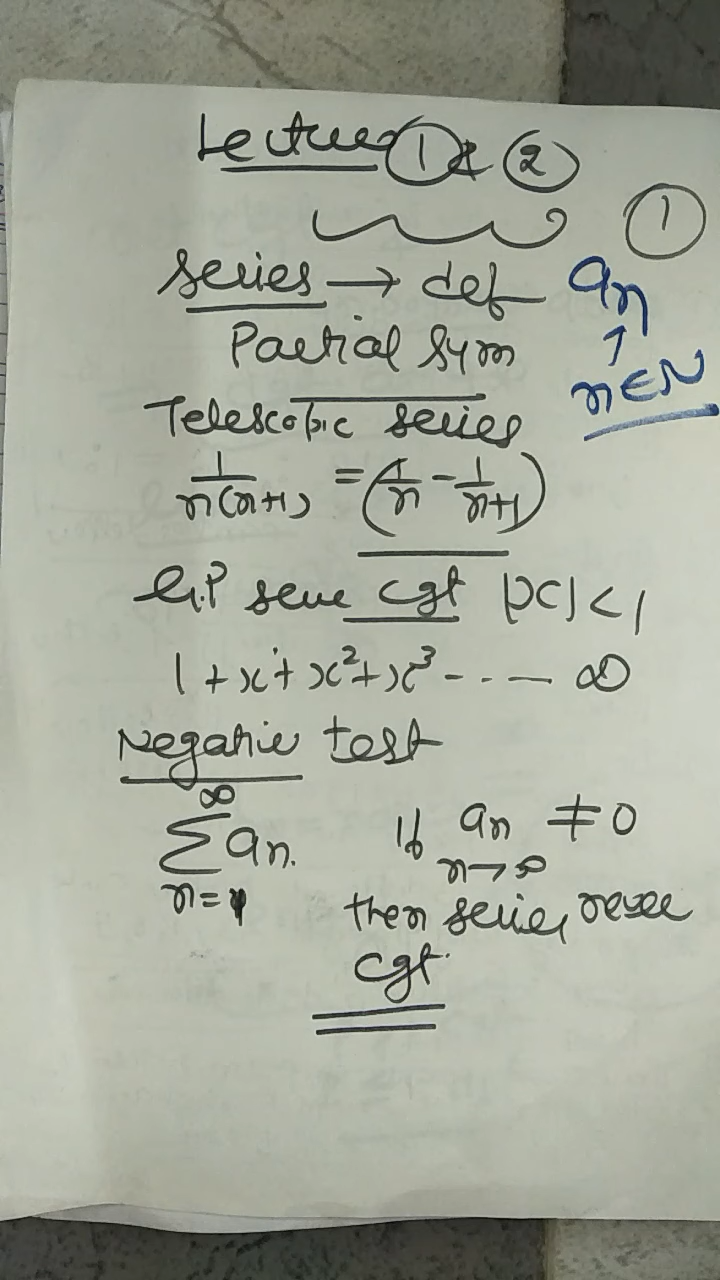 Lecture ① & ②
①
series → def
aₙ
↑
n∈N
Partial Sum
Telescopic series
1/n(n+1) = (1/n - 1/n+1)
G.P serie cgt |x|<1
1 + x + x² + x³ - - - — ∞
Negative test
∞
Σ aₙ. If aₙ ≠ 0
n=1 n→∞
then series never
cgt.